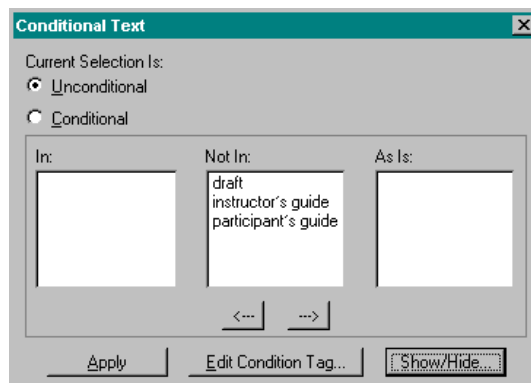 Conditional Text
Current Selection Is:
Unconditional
Conditional
In:
Not In:
As Is:
draft
instructor´s guide
participant´s guide
<---
--->
Apply
Edit Condition Tag...
Show/Hide...